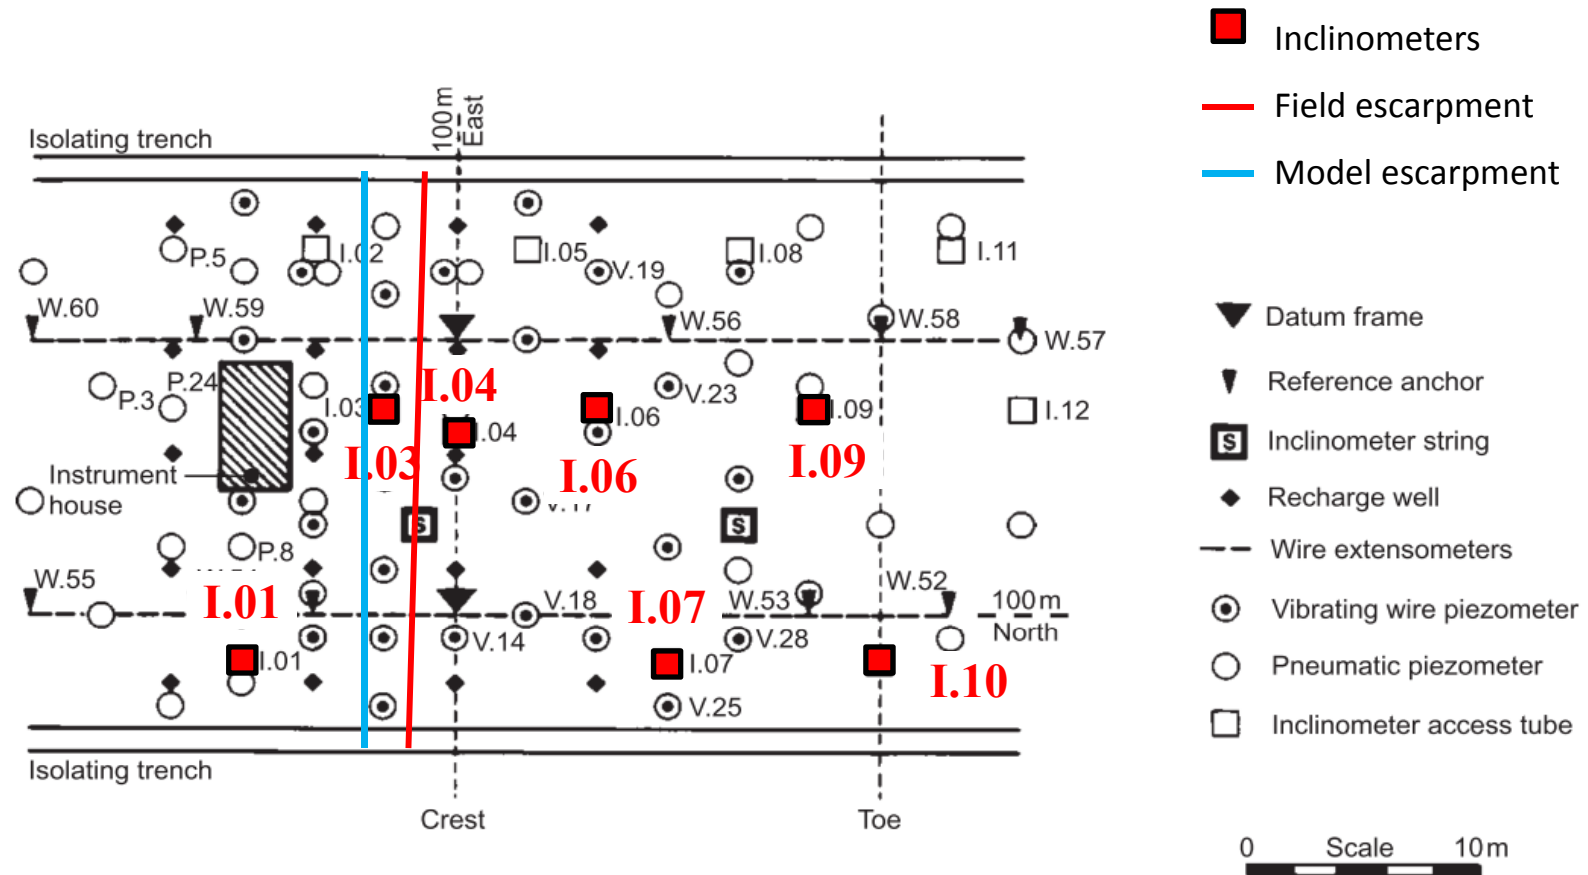 Inclinometers
Field escarpment
Model escarpment
100 m
East
Isolating trench
P.5
I.02
I.05
V.19
I.08
I.11
W.60
W.59
W.56
W.58
W.57
P.3
P.24
I.03
I.04
V.23
I.06
I.09
I.12
I.04
I.03
I.06
I.09
Instrument
house
S
S
P.8
W.55
I.01
V.18
I.07
W.53
W.52
100 m
North
V.14
V.28
I.01
I.07
I.10
V.25
Isolating trench
Crest
Toe
Datum frame
Reference anchor
S
Inclinometer string
Recharge well
Wire extensometers
Vibrating wire piezometer
Pneumatic piezometer
Inclinometer access tube
0
Scale
10 m